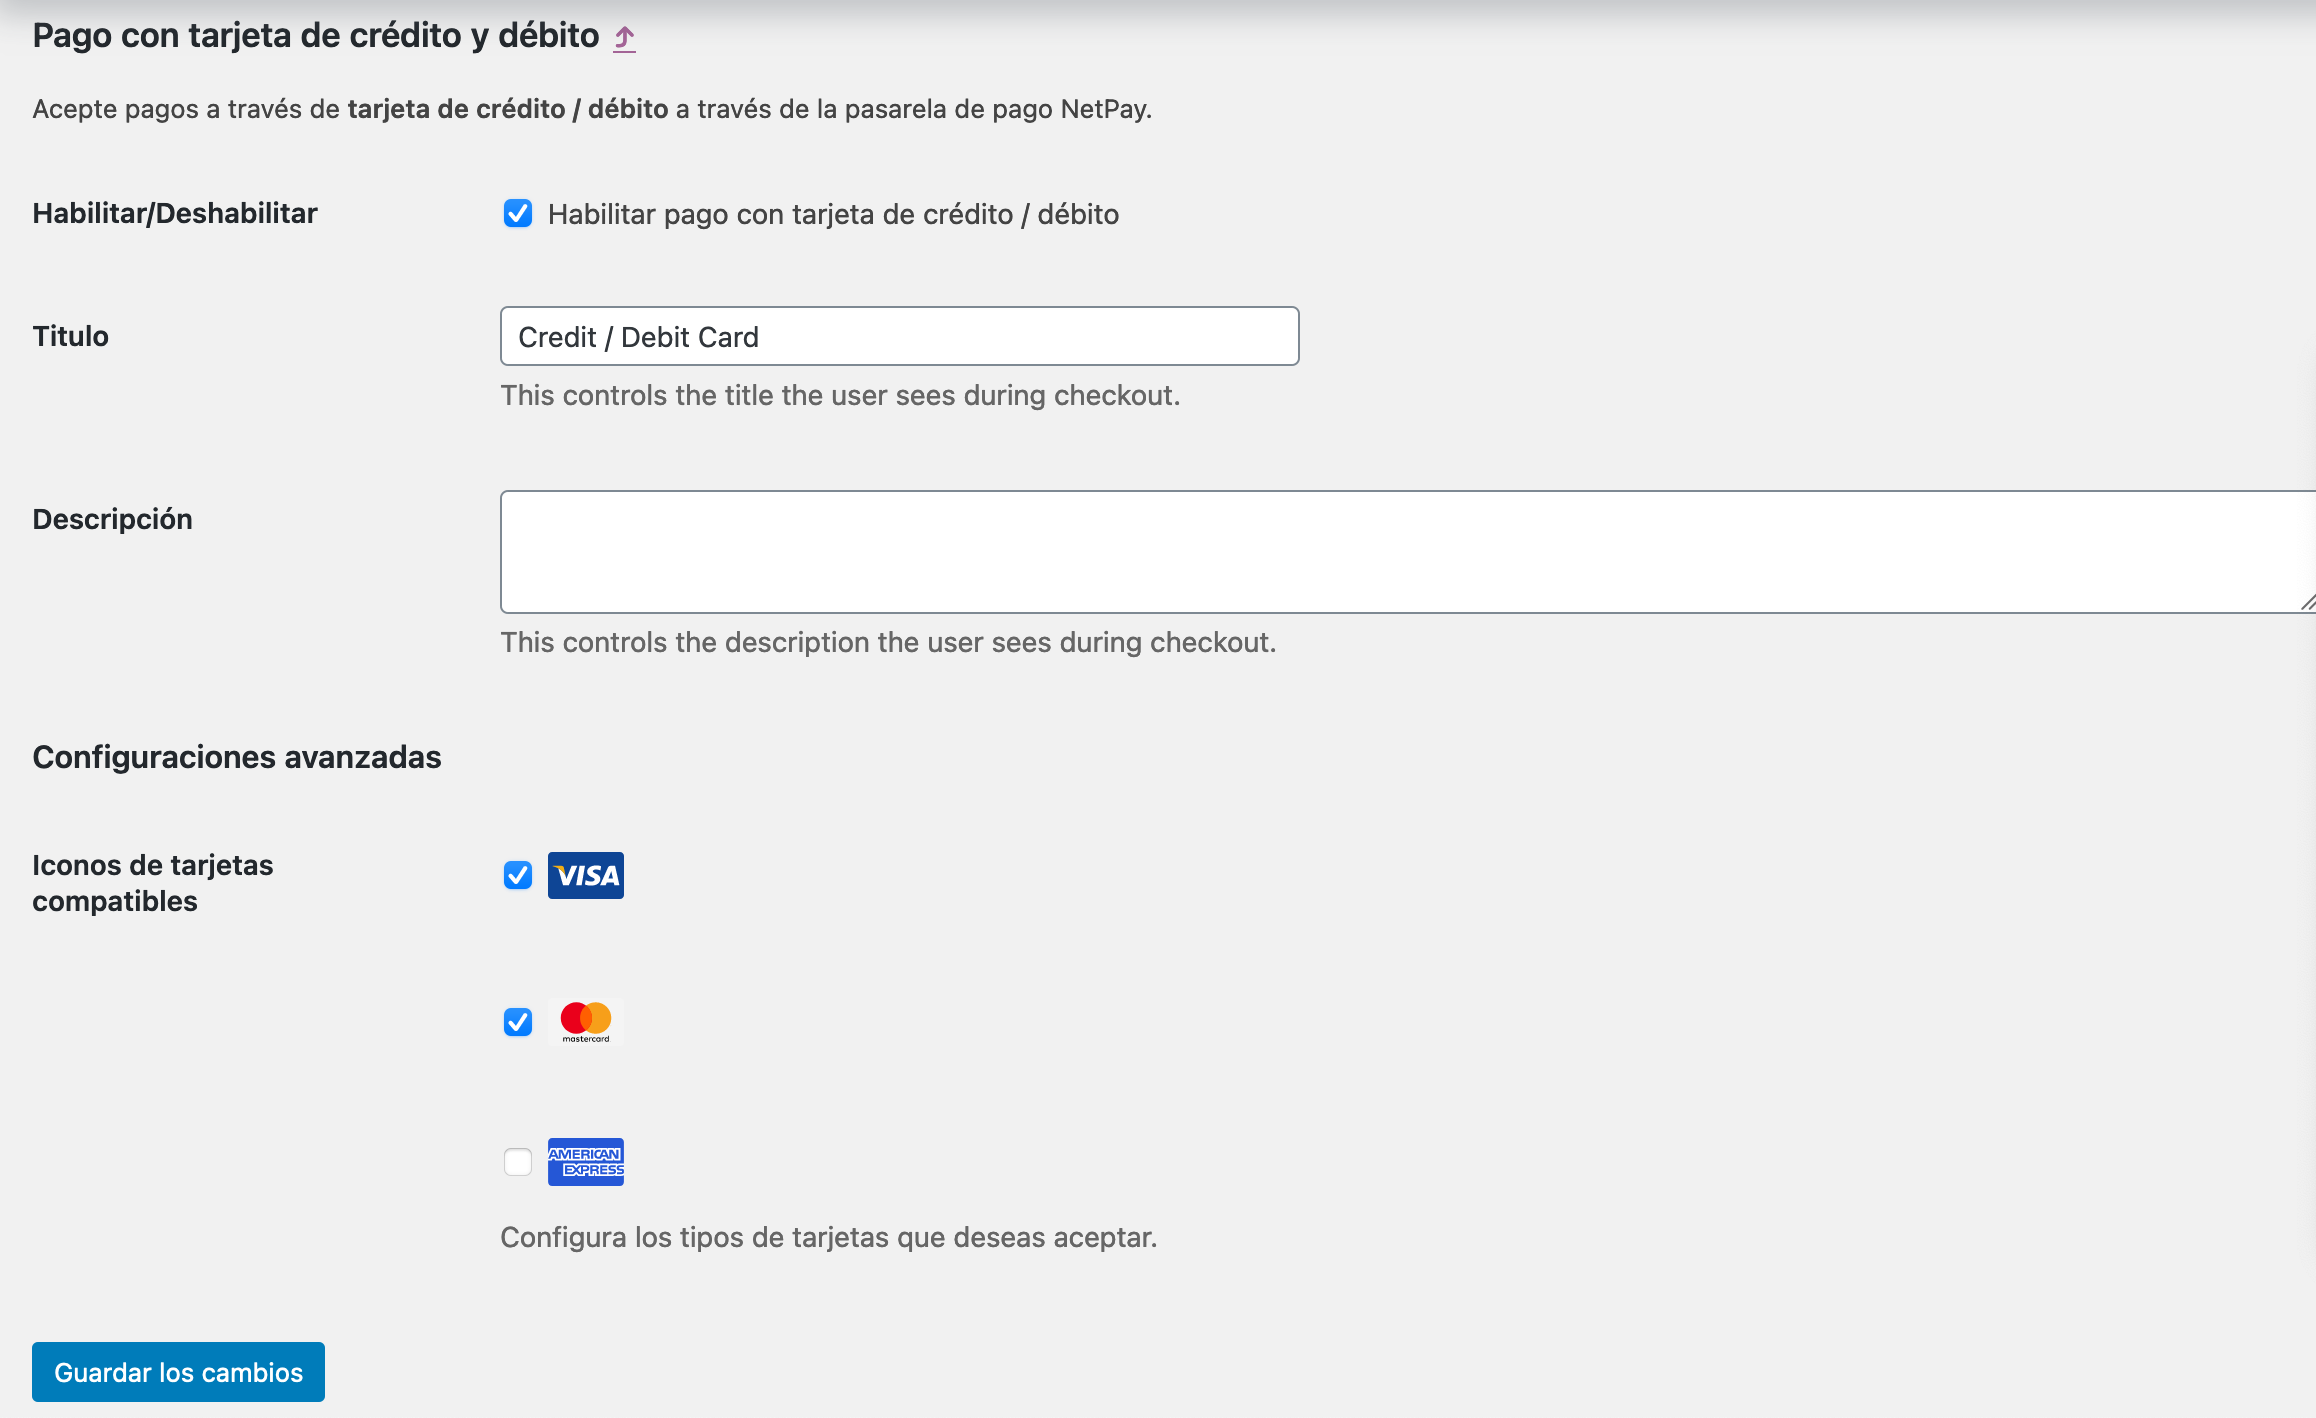 Pago con tarjeta de crédito y débito
Acepte pagos a través de tarjeta de crédito / débito a través de la pasarela de pago NetPay.
Habilitar/Deshabilitar
Habilitar pago con tarjeta de crédito / débito
Titulo
Credit / Debit Card
This controls the title the user sees during checkout.
Descripción
This controls the description the user sees during checkout.
Configuraciones avanzadas
Iconos de tarjetas
compatibles
VISA
mastercard
AMERICAN
EXPRESS
Configura los tipos de tarjetas que deseas aceptar.
Guardar los cambios